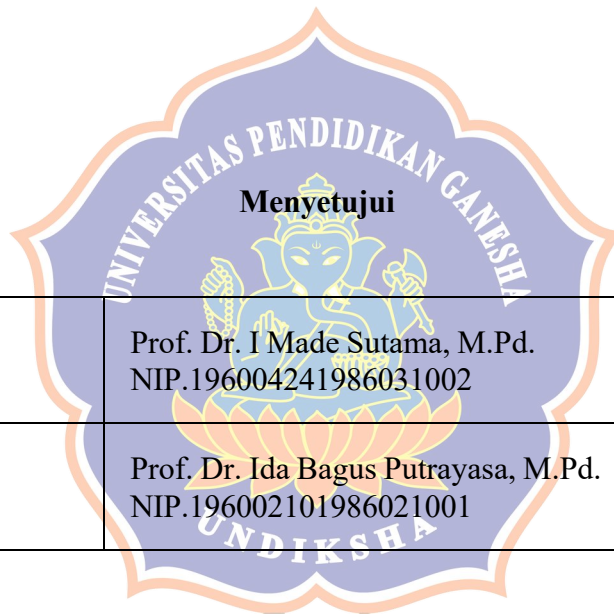 UNIVERSITAS PENDIDIKAN GANESHA
Menyetujui
Prof. Dr. I Made Sutama, M.Pd.
NIP.196004241986031002
Prof. Dr. Ida Bagus Putrayasa, M.Pd.
NIP.196002101986021001
UNDIKSHA